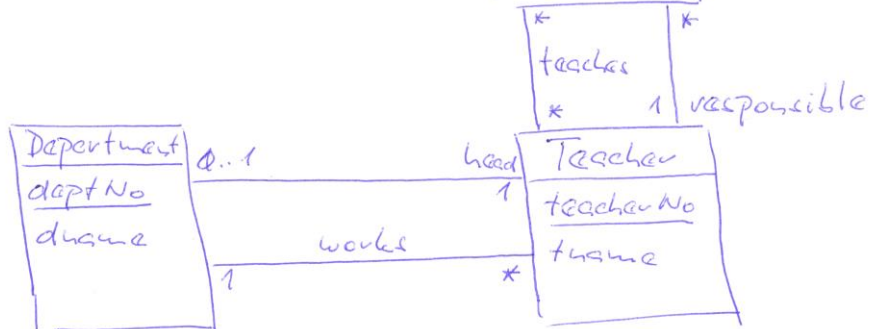 * *
teaches
* 1 responsible
Department 0..1 head Teacher
deptNo 1 teacherNo
dname works tname
1 *